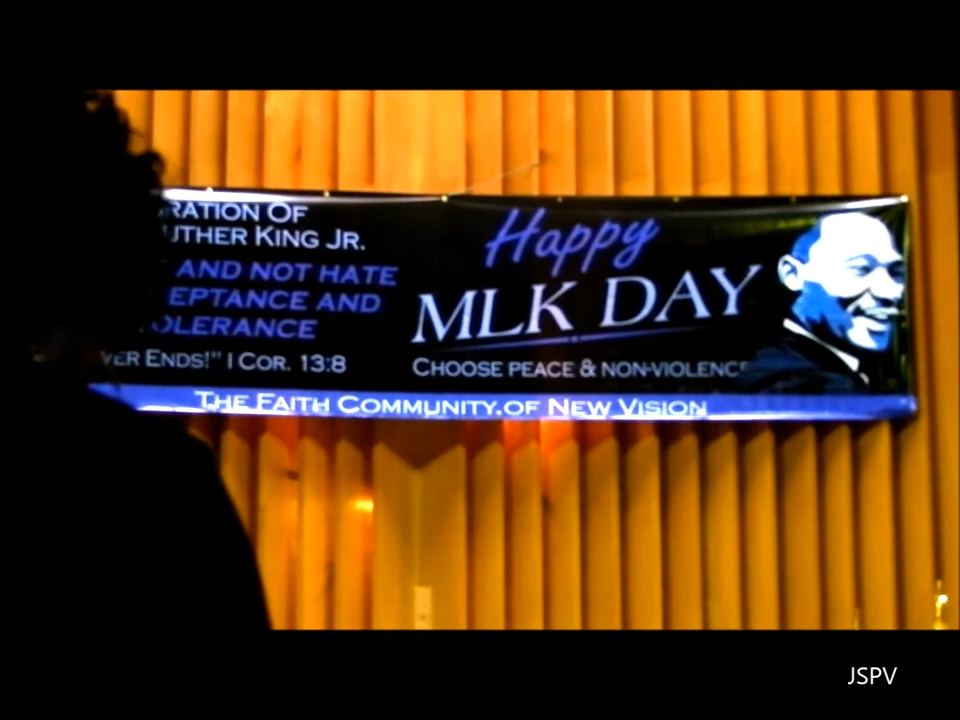 RATION OF
UTHER KING JR.
AND NOT HATE
EPTANCE AND
OLERANCE
VER ENDS!" I COR. 13:8
Happy
MLK DAY
CHOOSE PEACE & NON-VIOLENCE
THE FAITH COMMUNITY OF NEW VISION
JSPV